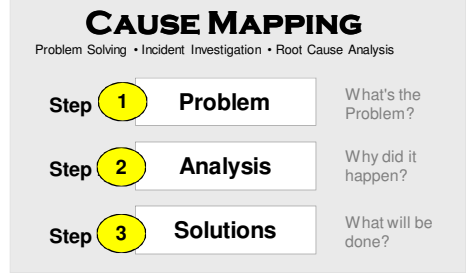 CAUSE MAPPING
Problem Solving • Incident Investigation • Root Cause Analysis
Step 1 Problem What's the
Problem?
Step 2 Analysis Why did it
happen?
Step 3 Solutions What will be
done?